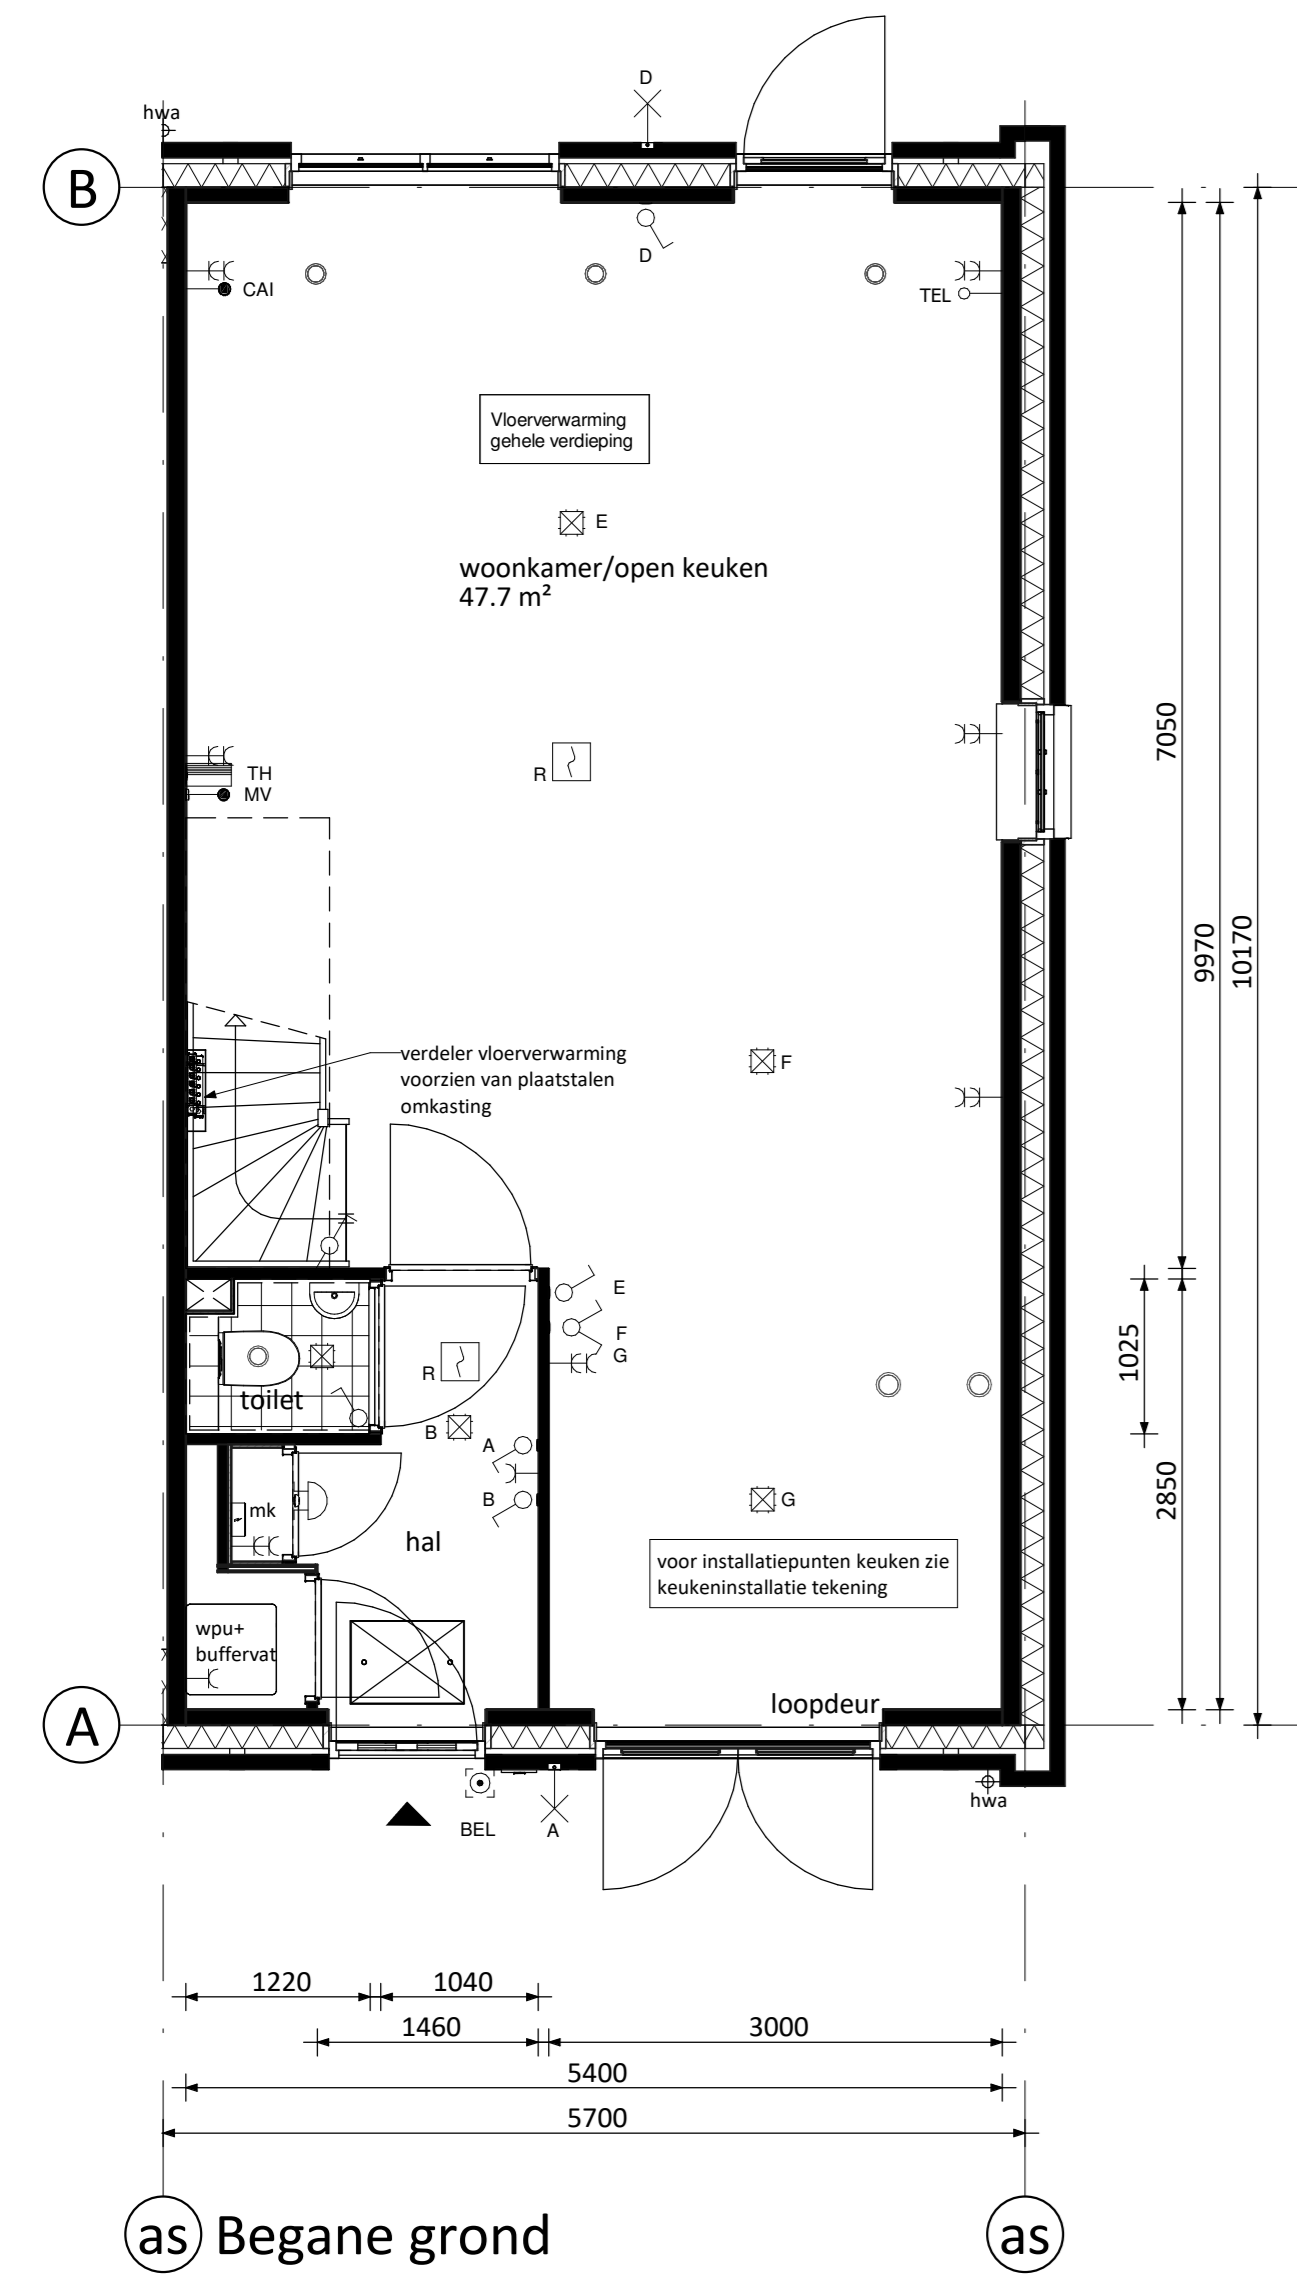 D
hwa
B
D
CAI
TEL
Vloerverwarming
gehele verdieping
E
woonkamer/open keuken
47.7 m²
7050
R
TH
MV
9970
10170
verdeler vloerverwarming
voorzien van plaatstalen
omkasting
F
E
F
G
1025
R
toilet
B
A
B
2850
G
mk
hal
voor installatiepunten keuken zie
keukeninstallatie tekening
wpu+
buffervat
loopdeur
A
hwa
BEL
A
1220
1040
1460
3000
5400
5700
as
Begane grond
as